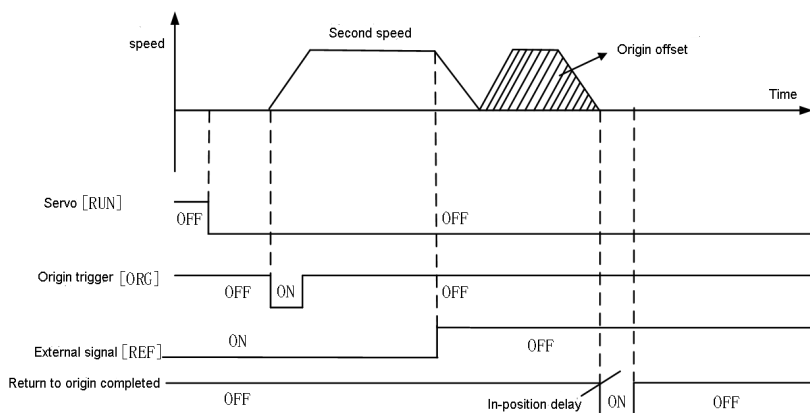 speed
Second speed
Origin offset
Time
Servo [RUN]
OFF
OFF
Origin trigger [ORG]
OFF
ON
OFF
External signal [REF]
ON
OFF
Return to origin completed
OFF
In-position delay
ON
OFF